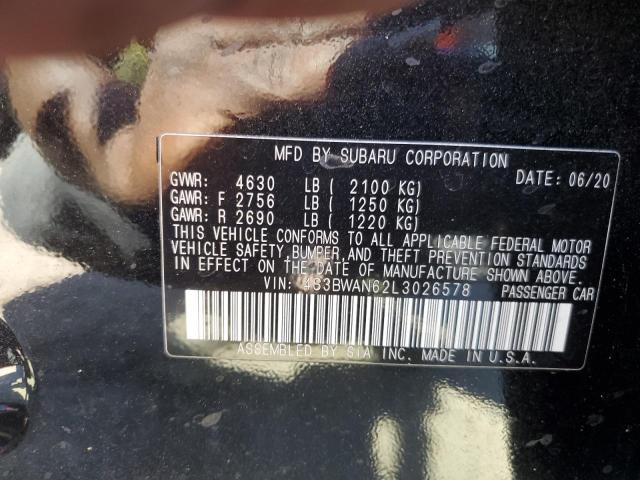 MFD BY SUBARU CORPORATION
DATE: 06/20
GVWR: 4630 LB ( 2100 KG)
GAWR: F 2756 LB ( 1250 KG)
GAWR: R 2690 LB ( 1220 KG)
THIS VEHICLE CONFORMS TO ALL APPLICABLE FEDERAL MOTOR
VEHICLE SAFETY,BUMPER,AND THEFT PREVENTION STANDARDS
IN EFFECT ON THE DATE OF MANUFACTURE SHOWN ABOVE.
VIN: 4S3BWAN62L3026578 PASSENGER CAR
ASSEMBLED BY SIA INC. MADE IN U.S.A.